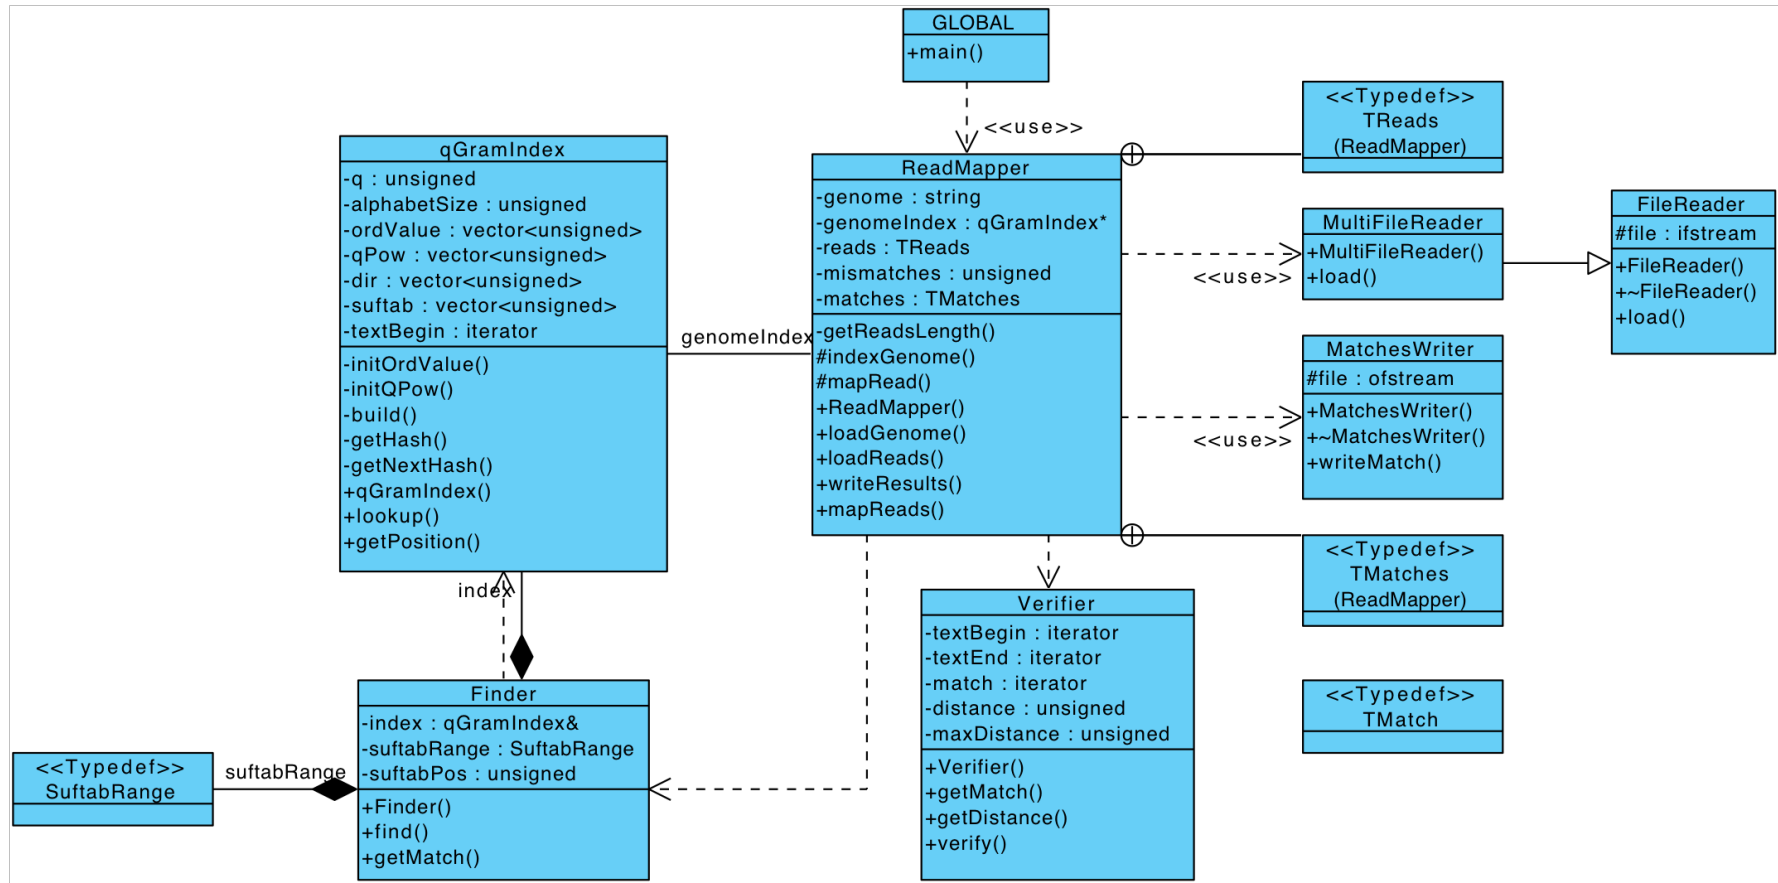 GLOBAL
+main()
<<use>>
<<Typedef>>
TReads
(ReadMapper)
qGramIndex
-q : unsigned
-alphabetSize : unsigned
-ordValue : vector<unsigned>
-qPow : vector<unsigned>
-dir : vector<unsigned>
-suftab : vector<unsigned>
-textBegin : iterator
-initOrdValue()
-initQPow()
-build()
-getHash()
-getNextHash()
+qGramIndex()
+lookup()
+getPosition()
genomeIndex
ReadMapper
-genome : string
-genomeIndex : qGramIndex*
-reads : TReads
-mismatches : unsigned
-matches : TMatches
-getReadsLength()
#indexGenome()
#mapRead()
+ReadMapper()
+loadGenome()
+loadReads()
+writeResults()
+mapReads()
<<use>>
MultiFileReader
+MultiFileReader()
+load()
FileReader
#file : ifstream
+FileReader()
+~FileReader()
+load()
<<use>>
MatchesWriter
#file : ofstream
+MatchesWriter()
+~MatchesWriter()
+writeMatch()
<<Typedef>>
TMatches
(ReadMapper)
index
Finder
-index : qGramIndex&
-suftabRange : SuftabRange
-suftabPos : unsigned
+Finder()
+find()
+getMatch()
suftabRange
<<Typedef>>
SuftabRange
Verifier
-textBegin : iterator
-textEnd : iterator
-match : iterator
-distance : unsigned
-maxDistance : unsigned
+Verifier()
+getMatch()
+getDistance()
+verify()
<<Typedef>>
TMatch